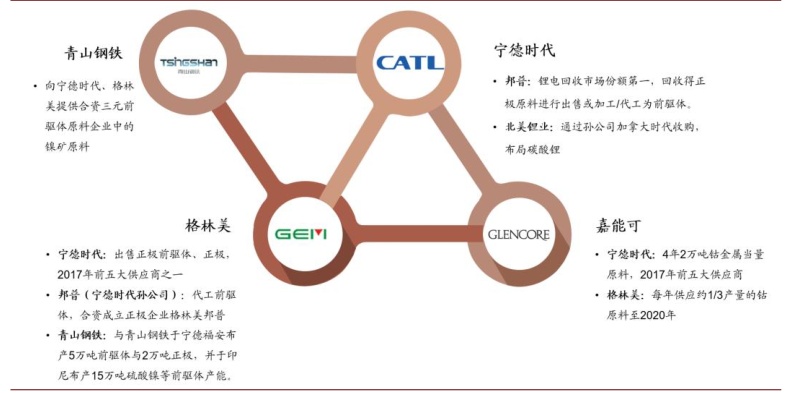 青山钢铁
TSINGSHAN
青山钢铁
CATL
宁德时代
• 向宁德时代、格林
美提供合资三元前
驱体原料企业中的
镍矿原料
• 邦普：锂电回收市场份额第一，回收得正
极原料进行出售或加工/代工为前驱体。
• 北美锂业：通过孙公司加拿大时代收购，
布局碳酸锂
格林美
GEM
GLENCORE
嘉能可
• 宁德时代：出售正极前驱体、正极，
2017年前五大供应商之一
• 邦普（宁德时代孙公司）：代工前驱
体，合资成立正极企业格林美邦普
• 青山钢铁：与青山钢铁于宁德福安布
产5万吨前驱体与2万吨正极，并于印
尼布产15万吨硫酸镍等前驱体产能。
• 宁德时代：4年2万吨钴金属当量
原料，2017年前五大供应商
• 格林美：每年供应约1/3产量的钴
原料至2020年